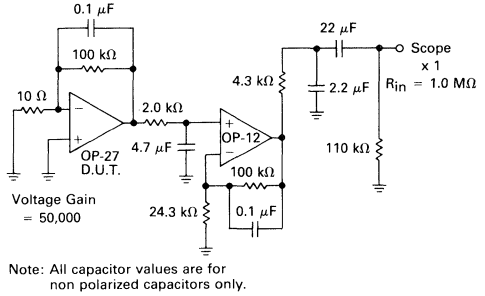 0.1 μF
100 kΩ
10 Ω
−
+
OP-27
D.U.T.
Voltage Gain
= 50,000
2.0 kΩ
4.7 μF
+
OP-12
−
100 kΩ
0.1 μF
24.3 kΩ
4.3 kΩ
22 μF
2.2 μF
110 kΩ
Scope
x 1
Rin = 1.0 MΩ
Note: All capacitor values are for
non polarized capacitors only.